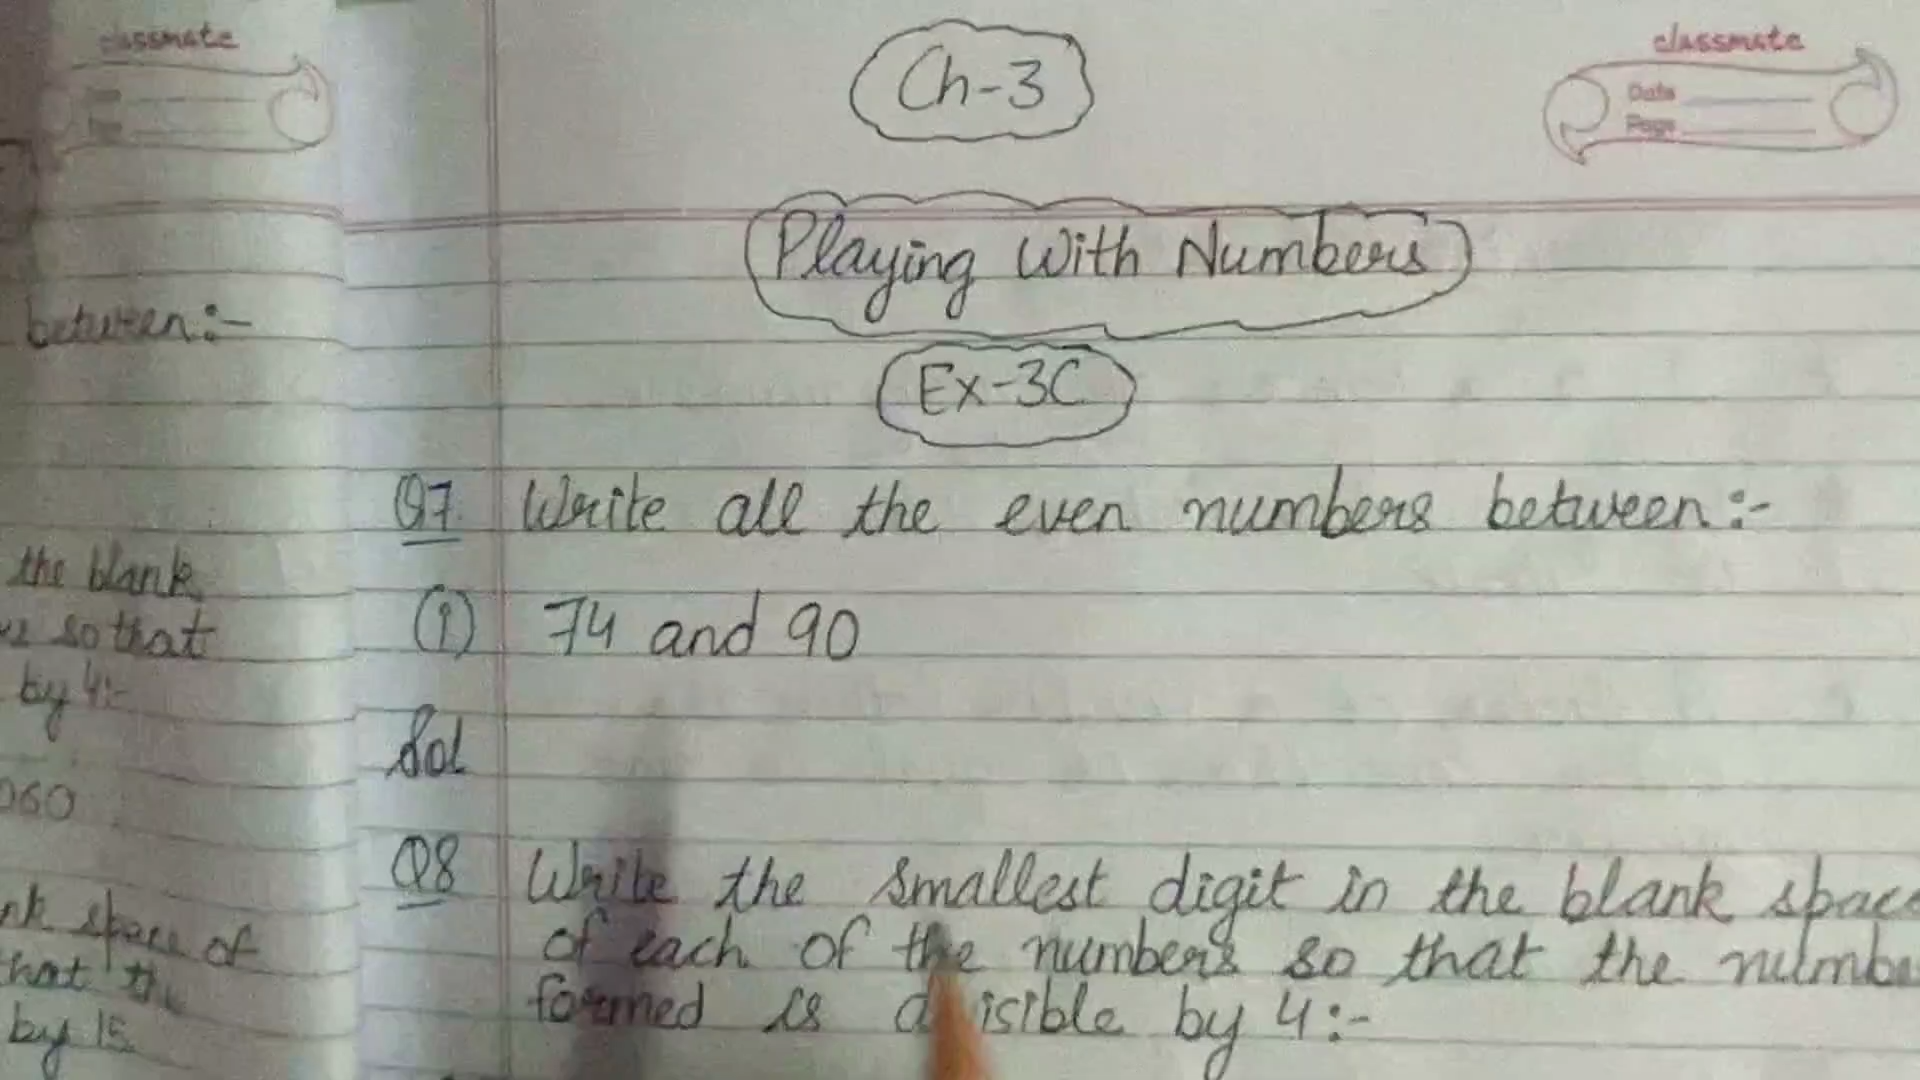 classmate
classmate
Date
Page
Ch-3
Playing With Numbers
Ex-3C
between:-
the blank
so that
by 4:-
060
space of
that
by 15
Q7 Write all the even numbers between:-
(i) 74 and 90
Sol
Q8 Write the smallest digit in the blank space
of each of the numbers so that the numbe
formed is divisible by 4:-